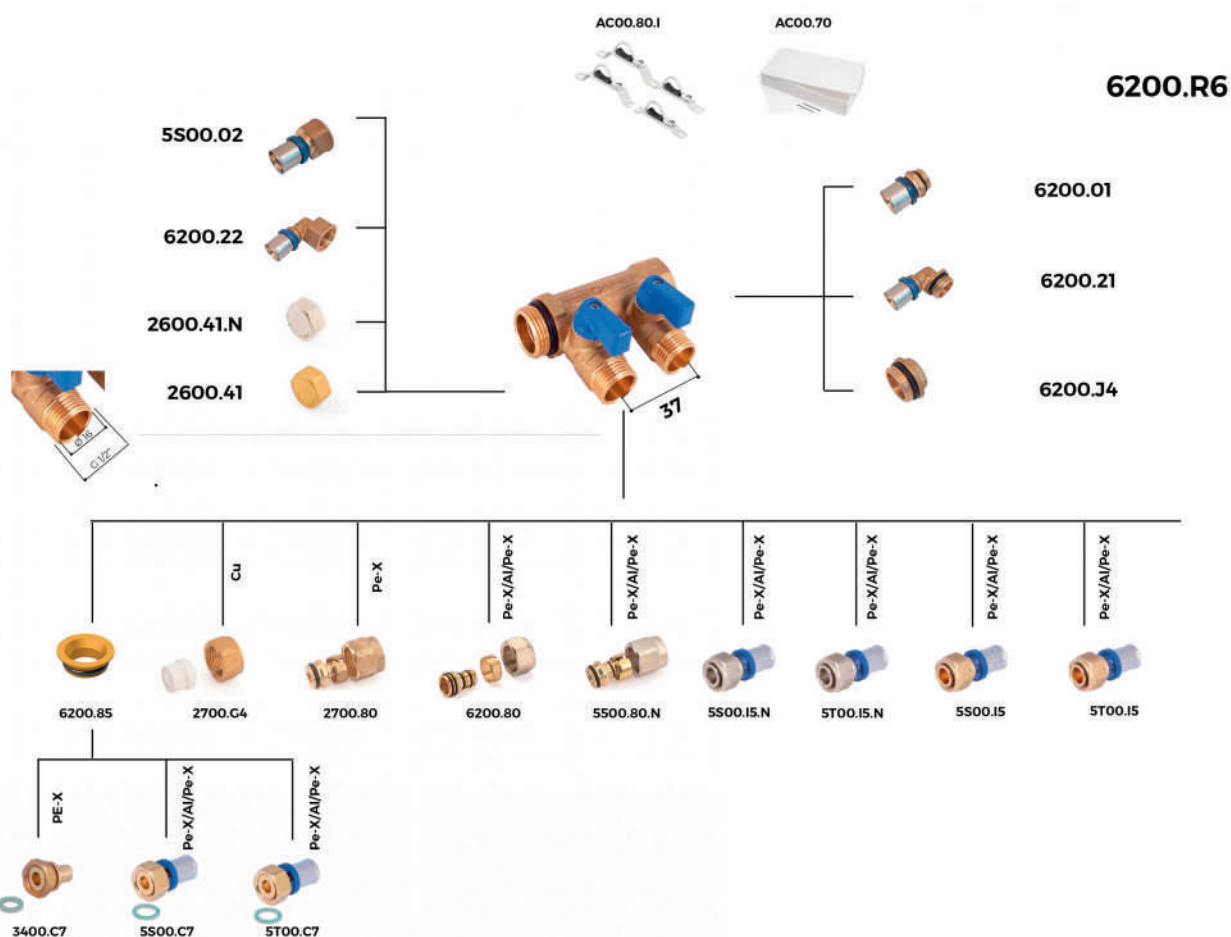 AC00.80.I
AC00.70
6200.R6
5S00.02
6200.22
2600.41.N
2600.41
6200.01
6200.21
6200.J4
37
Ø 16
G 1/2"
Cu
Pe-X
Pe-X/Al/Pe-X
Pe-X/Al/Pe-X
Pe-X/Al/Pe-X
Pe-X/Al/Pe-X
Pe-X/Al/Pe-X
Pe-X/Al/Pe-X
6200.85
2700.G4
2700.80
6200.80
5500.80.N
5S00.I5.N
5T00.I5.N
5S00.I5
5T00.I5
PE-X
Pe-X/Al/Pe-X
Pe-X/Al/Pe-X
3400.C7
5S00.C7
5T00.C7